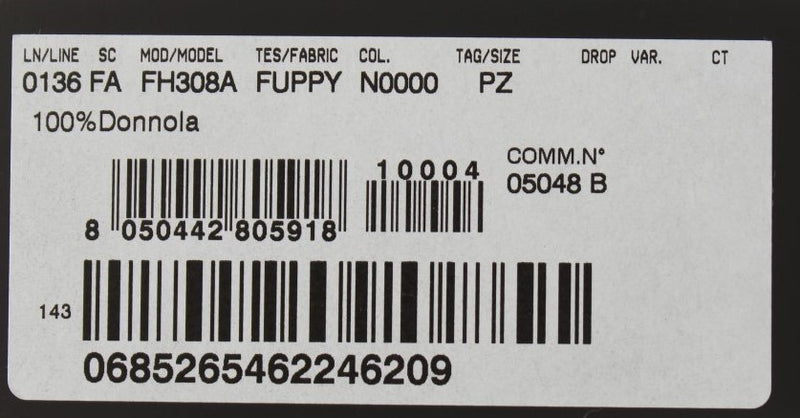 LN/LINE SC MOD/MODEL TES/FABRIC COL. TAG/SIZE DROP VAR. CT
0136 FA FH308A FUPPY N0000 PZ
100%Donnola
10004
COMM.N°
05048 B
8 050442 805918
143
0685265462246209